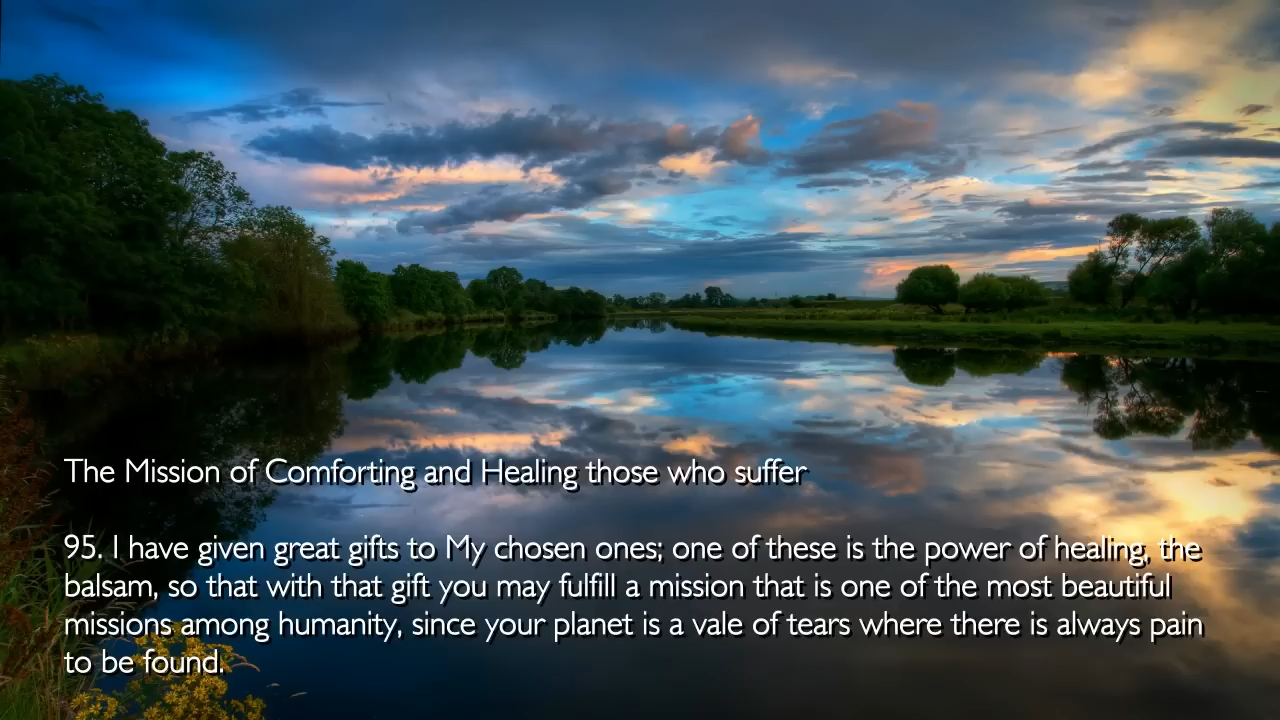 The Mission of Comforting and Healing those who suffer
95. I have given great gifts to My chosen ones; one of these is the power of healing, the
balsam, so that with that gift you may fulfill a mission that is one of the most beautiful
missions among humanity, since your planet is a vale of tears where there is always pain
to be found.